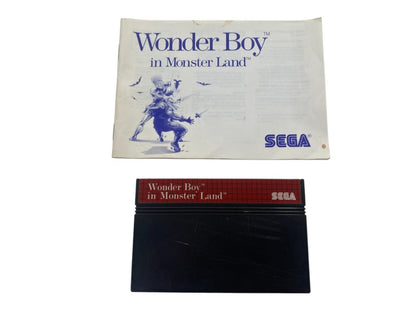 Wonder Boy™
in Monster Land™
SEGA®
Wonder Boy™
in Monster Land™
SEGA